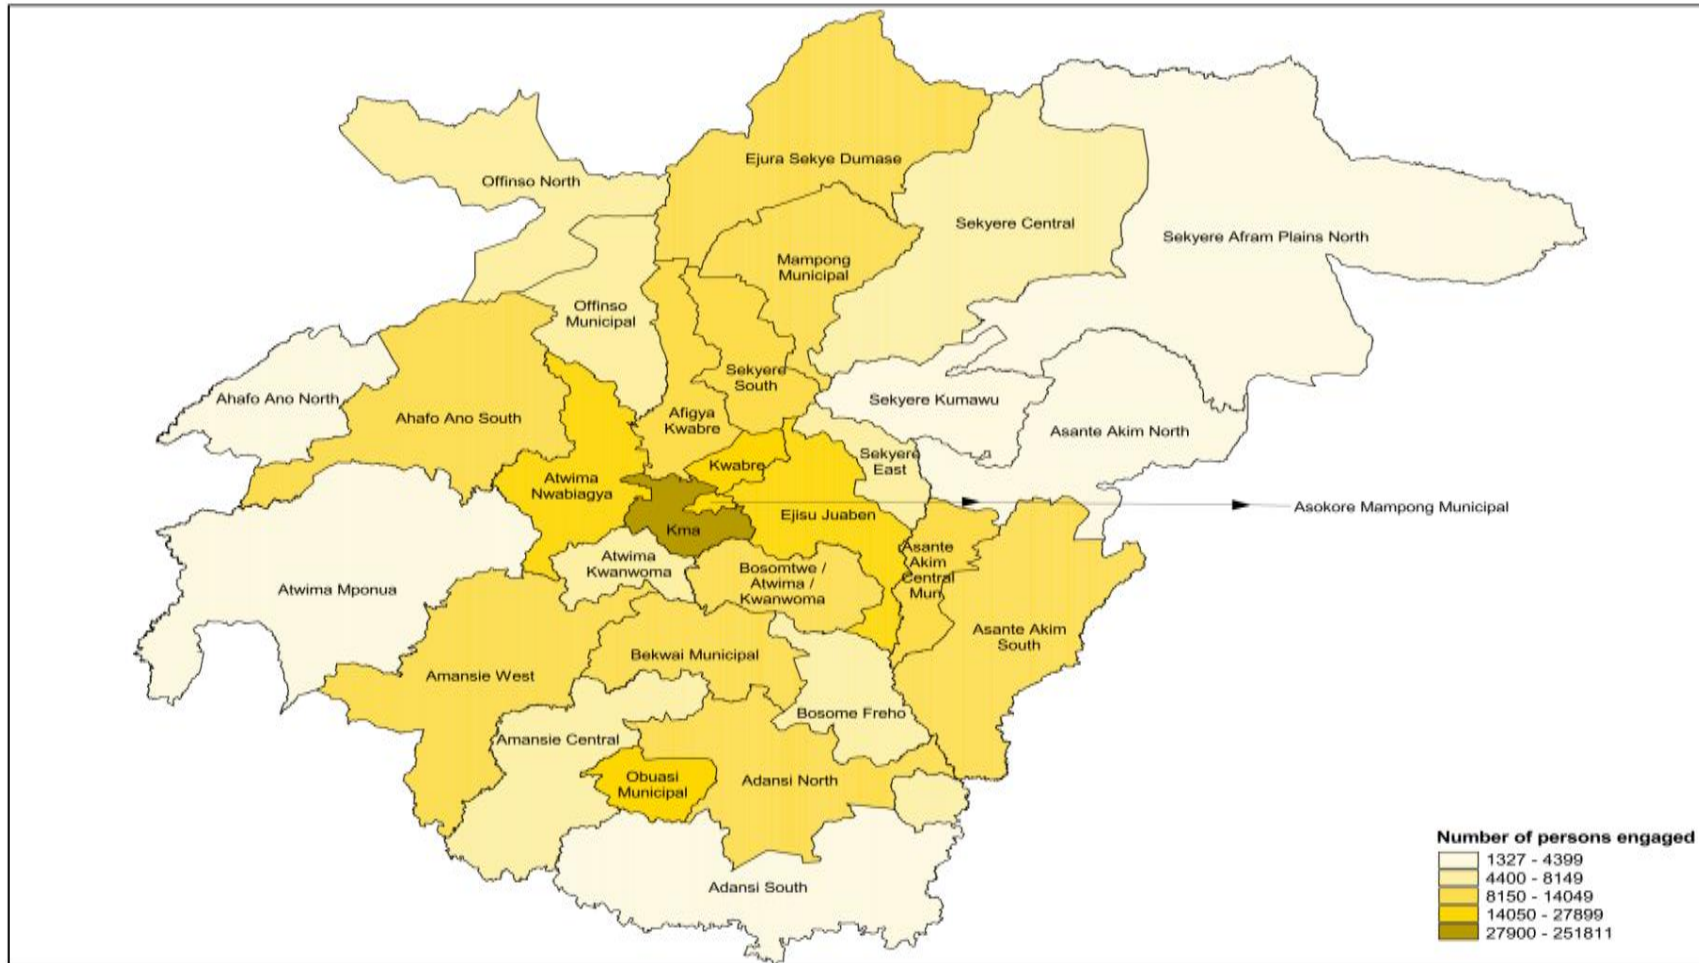 Ejura Sekye Dumase
Offinso North
Sekyere Central
Sekyere Afram Plains North
Mampong
Municipal
Offinso
Municipal
Sekyere
South
Ahafo Ano North
Sekyere Kumawu
Ahafo Ano South
Afigya
Kwabre
Asante Akim North
Kwabre
Sekyere
East
Atwima
Nwabiagya
Asokore Mampong Municipal
Ejisu Juaben
Kma
Asante
Akim
Central
Mun
Atwima
Kwanwoma
Bosomtwe /
Atwima /
Kwanwoma
Atwima Mponua
Asante Akim
South
Bekwai Municipal
Amansie West
Bosome Freho
Amansie Central
Obuasi
Municipal
Adansi North
Adansi South
Number of persons engaged
1327 - 4399
4400 - 8149
8150 - 14049
14050 - 27899
27900 - 251811